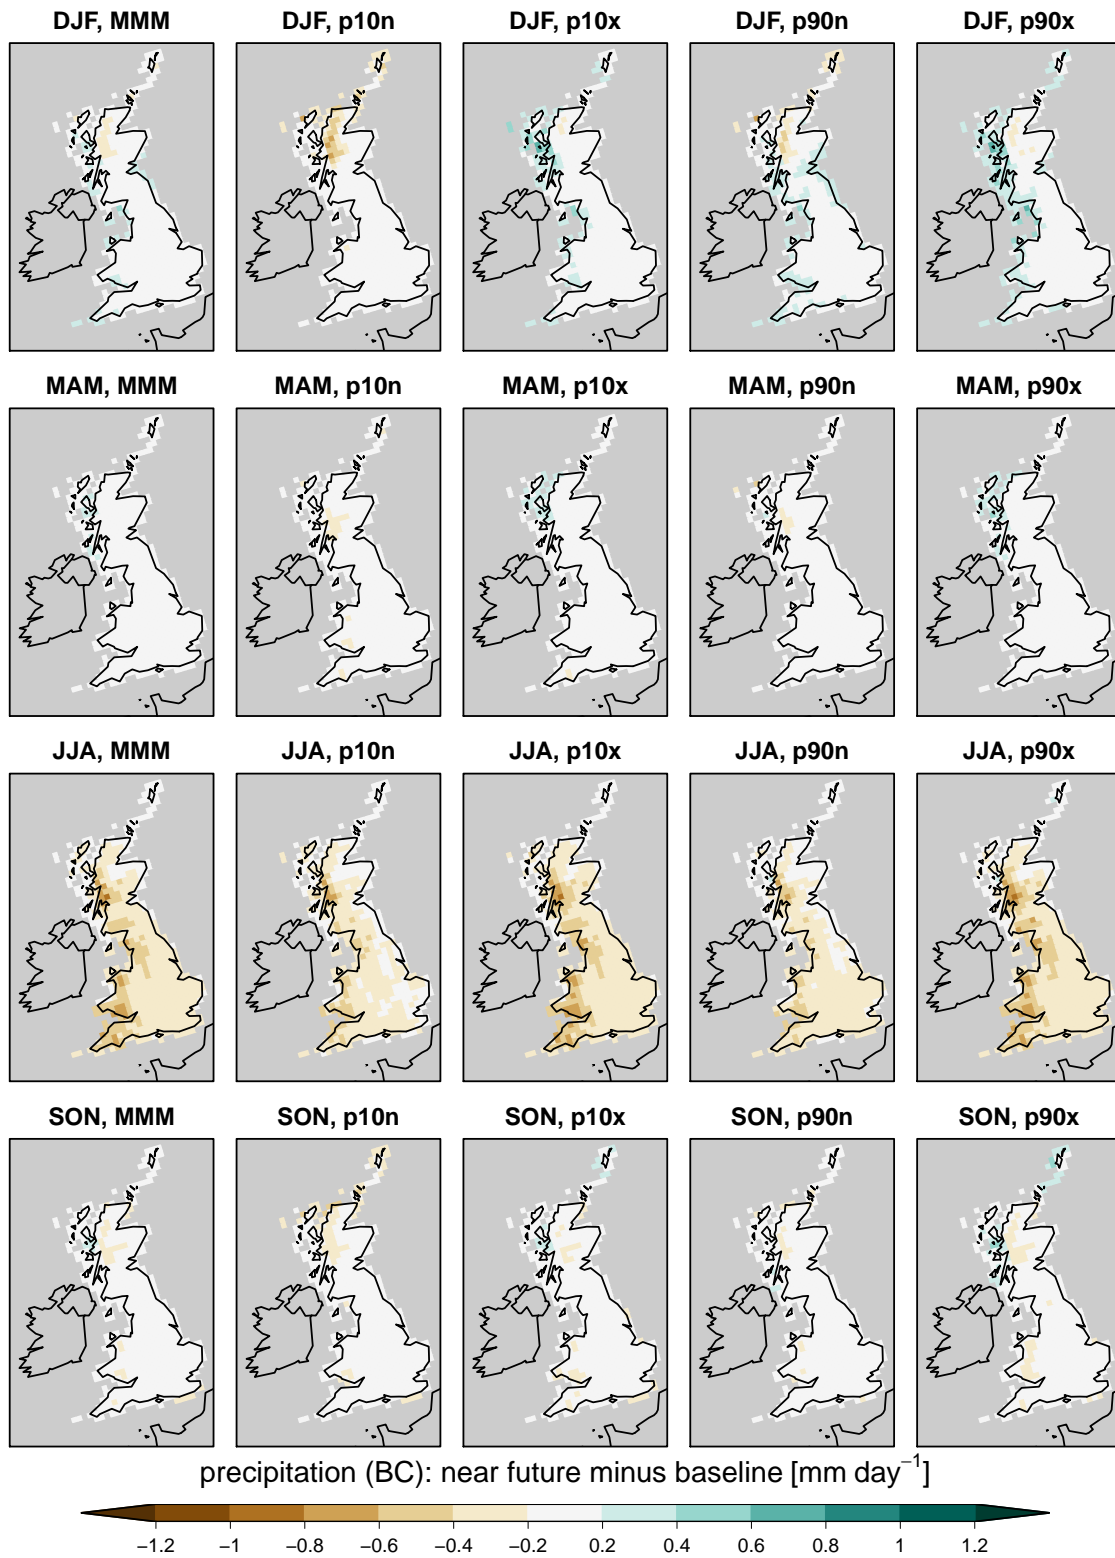 DJF, MMM DJF, p10n DJF, p10x DJF, p90n DJF, p90x
MAM, MMM MAM, p10n MAM, p10x MAM, p90n MAM, p90x
JJA, MMM JJA, p10n JJA, p10x JJA, p90n JJA, p90x
SON, MMM SON, p10n SON, p10x SON, p90n SON, p90x
precipitation (BC): near future minus baseline [mm day⁻¹]
−1.2 −1 −0.8 −0.6 −0.4 −0.2 0.2 0.4 0.6 0.8 1 1.2